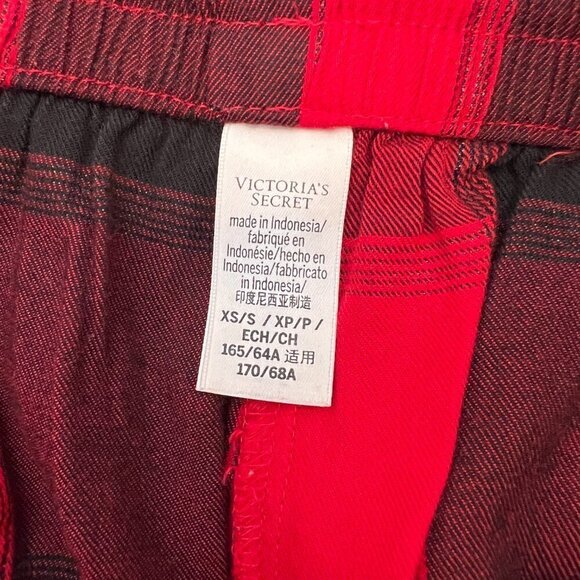 VICTORIA'S
SECRET
made in Indonesia/
fabriqué en
Indonésie/hecho en
Indonesia/fabbricato
in Indonesia/
印度尼西亚制造
XS/S / XP/P /
ECH/CH
165/64A 适用
170/68A